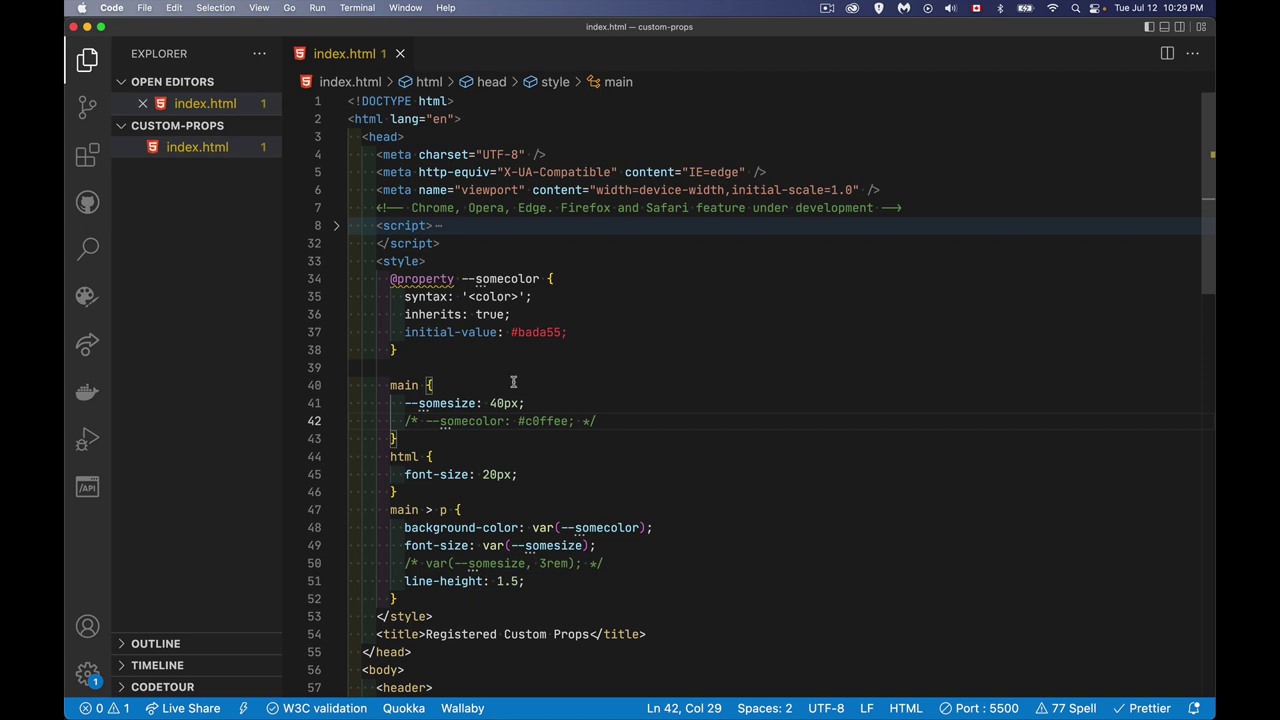 Code File Edit Selection View Go Run Terminal Window Help Tue Jul 12 10:29 PM
index.html — custom-props
EXPLORER
index.html 1
OPEN EDITORS
index.html > html > head > style > main
index.html 1
CUSTOM-PROPS
index.html 1
1 <!DOCTYPE html>
2 <html lang="en">
3 <head>
4 <meta charset="UTF-8" />
5 <meta http-equiv="X-UA-Compatible" content="IE=edge" />
6 <meta name="viewport" content="width=device-width,initial-scale=1.0" />
7 <!-- Chrome, Opera, Edge. Firefox and Safari feature under development -->
8 <script>…
32 </script>
33 <style>
34 @property --somecolor {
35 syntax: '<color>';
36 inherits: true;
37 initial-value: #bada55;
38 }
39
40 main {
41 --somesize: 40px;
42 /* --somecolor: #c0ffee; */
43 }
44 html {
45 font-size: 20px;
46 }
47 main > p {
48 background-color: var(--somecolor);
49 font-size: var(--somesize);
50 /* var(--somesize, 3rem); */
51 line-height: 1.5;
52 }
53 </style>
54 <title>Registered Custom Props</title>
55 </head>
56 <body>
57 <header>
/API
OUTLINE
TIMELINE
CODETOUR
1
0 1 Live Share W3C validation Quokka Wallaby Ln 42, Col 29 Spaces: 2 UTF-8 LF HTML Port : 5500 77 Spell Prettier